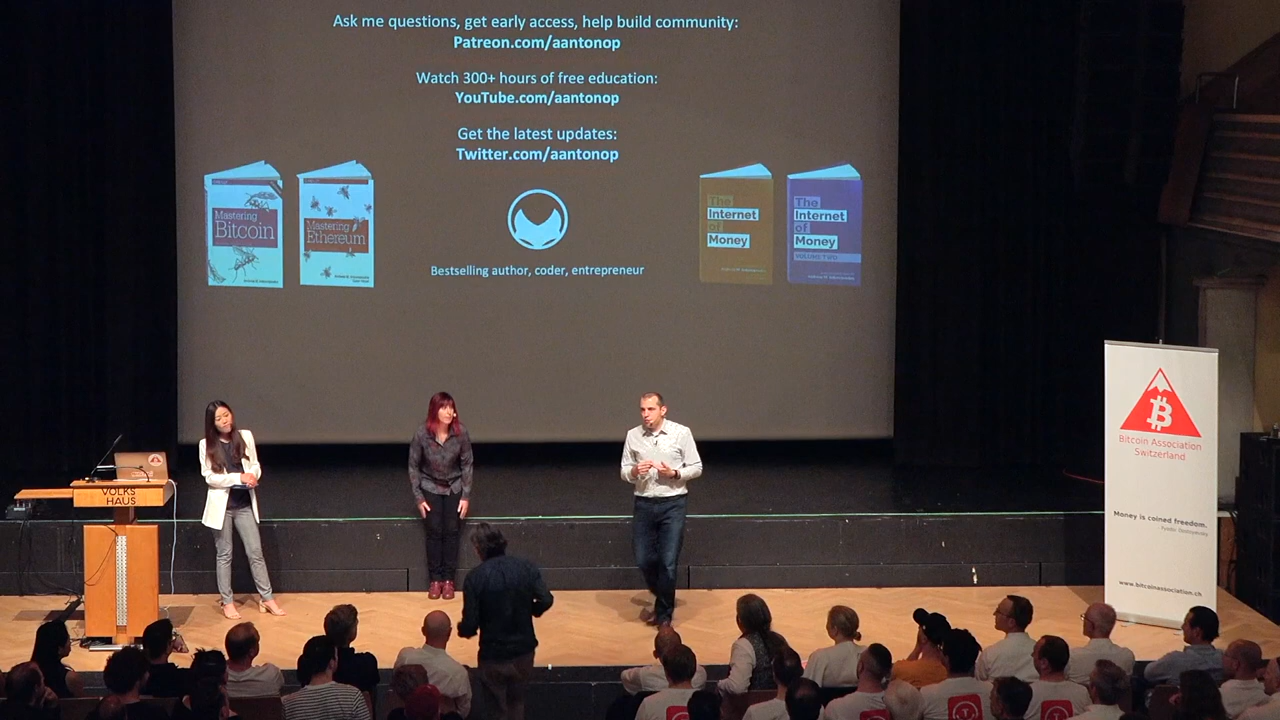 Ask me questions, get early access, help build community:
Patreon.com/aantonop
Watch 300+ hours of free education:
YouTube.com/aantonop
Get the latest updates:
Twitter.com/aantonop
Mastering
Bitcoin
Mastering
Ethereum
The
Internet
of
Money
The
Internet
of
Money
VOLUME TWO
Bestselling author, coder, entrepreneur
VOLKS
HAUS
Bitcoin Association
Switzerland
Money is coined freedom.
- Fyodor Dostoyevsky
www.bitcoinassociation.ch